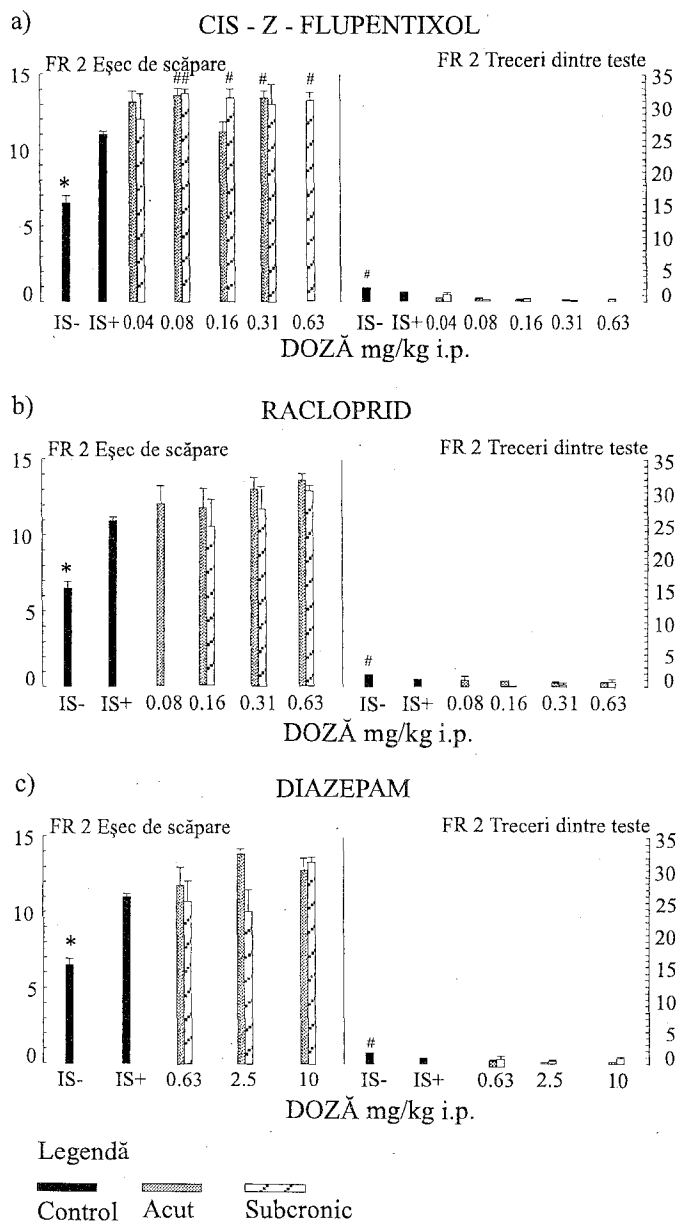 a)
CIS - Z - FLUPENTIXOL
FR 2 Eşec de scăpare
FR 2 Treceri dintre teste
15
10
5
0
*
##
#
#
#
#
35
30
25
20
15
10
5
0
IS- IS+ 0.04 0.08 0.16 0.31 0.63
IS- IS+ 0.04 0.08 0.16 0.31 0.63
DOZĂ mg/kg i.p.
b)
RACLOPRID
FR 2 Eşec de scăpare
FR 2 Treceri dintre teste
15
10
5
0
*
#
35
30
25
20
15
10
5
0
IS- IS+ 0.08 0.16 0.31 0.63
IS- IS+ 0.08 0.16 0.31 0.63
DOZĂ mg/kg i.p.
c)
DIAZEPAM
FR 2 Eşec de scăpare
FR 2 Treceri dintre teste
15
10
5
0
*
#
35
30
25
20
15
10
5
0
IS- IS+ 0.63 2.5 10
IS- IS+ 0.63 2.5 10
DOZĂ mg/kg i.p.
Legendă
Control Acut Subcronic